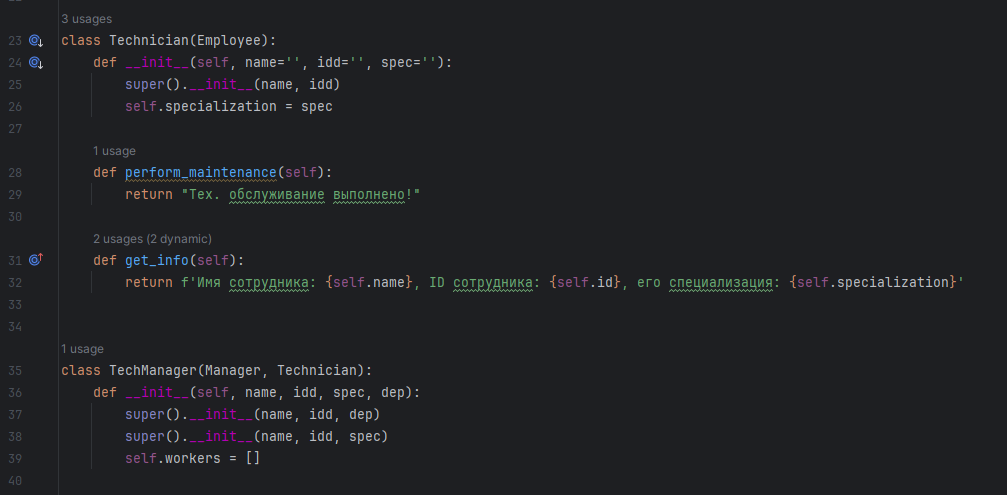 3 usages
23 class Technician(Employee):
24 def __init__(self, name='', idd='', spec=''):
25 super().__init__(name, idd)
26 self.specialization = spec
27
1 usage
28 def perform_maintenance(self):
29 return "Тех. обслуживание выполнено!"
30
2 usages (2 dynamic)
31 def get_info(self):
32 return f'Имя сотрудника: {self.name}, ID сотрудника: {self.id}, его специализация: {self.specialization}'
33
34
1 usage
35 class TechManager(Manager, Technician):
36 def __init__(self, name, idd, spec, dep):
37 super().__init__(name, idd, dep)
38 super().__init__(name, idd, spec)
39 self.workers = []
40